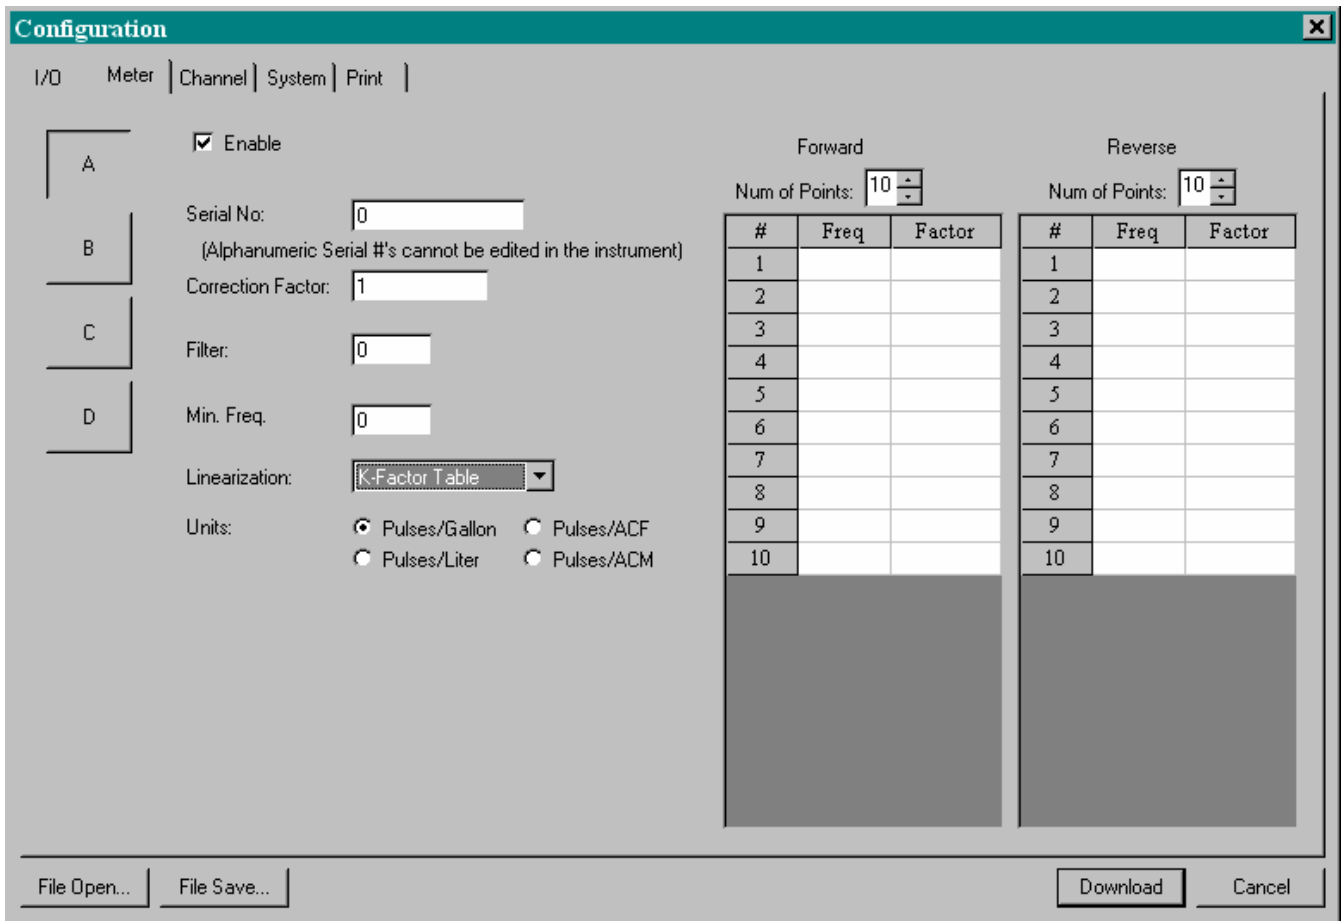 Configuration
I/O Meter Channel System Print
A
B
C
D
Enable
Serial No: 0
(Alphanumeric Serial #'s cannot be edited in the instrument)
Correction Factor: 1
Filter: 0
Min. Freq. 0
Linearization: K-Factor Table
Units: Pulses/Gallon Pulses/ACF
Pulses/Liter Pulses/ACM
Forward
Num of Points: 10
# Freq Factor
1
2
3
4
5
6
7
8
9
10
Reverse
Num of Points: 10
# Freq Factor
1
2
3
4
5
6
7
8
9
10
File Open... File Save... Download Cancel